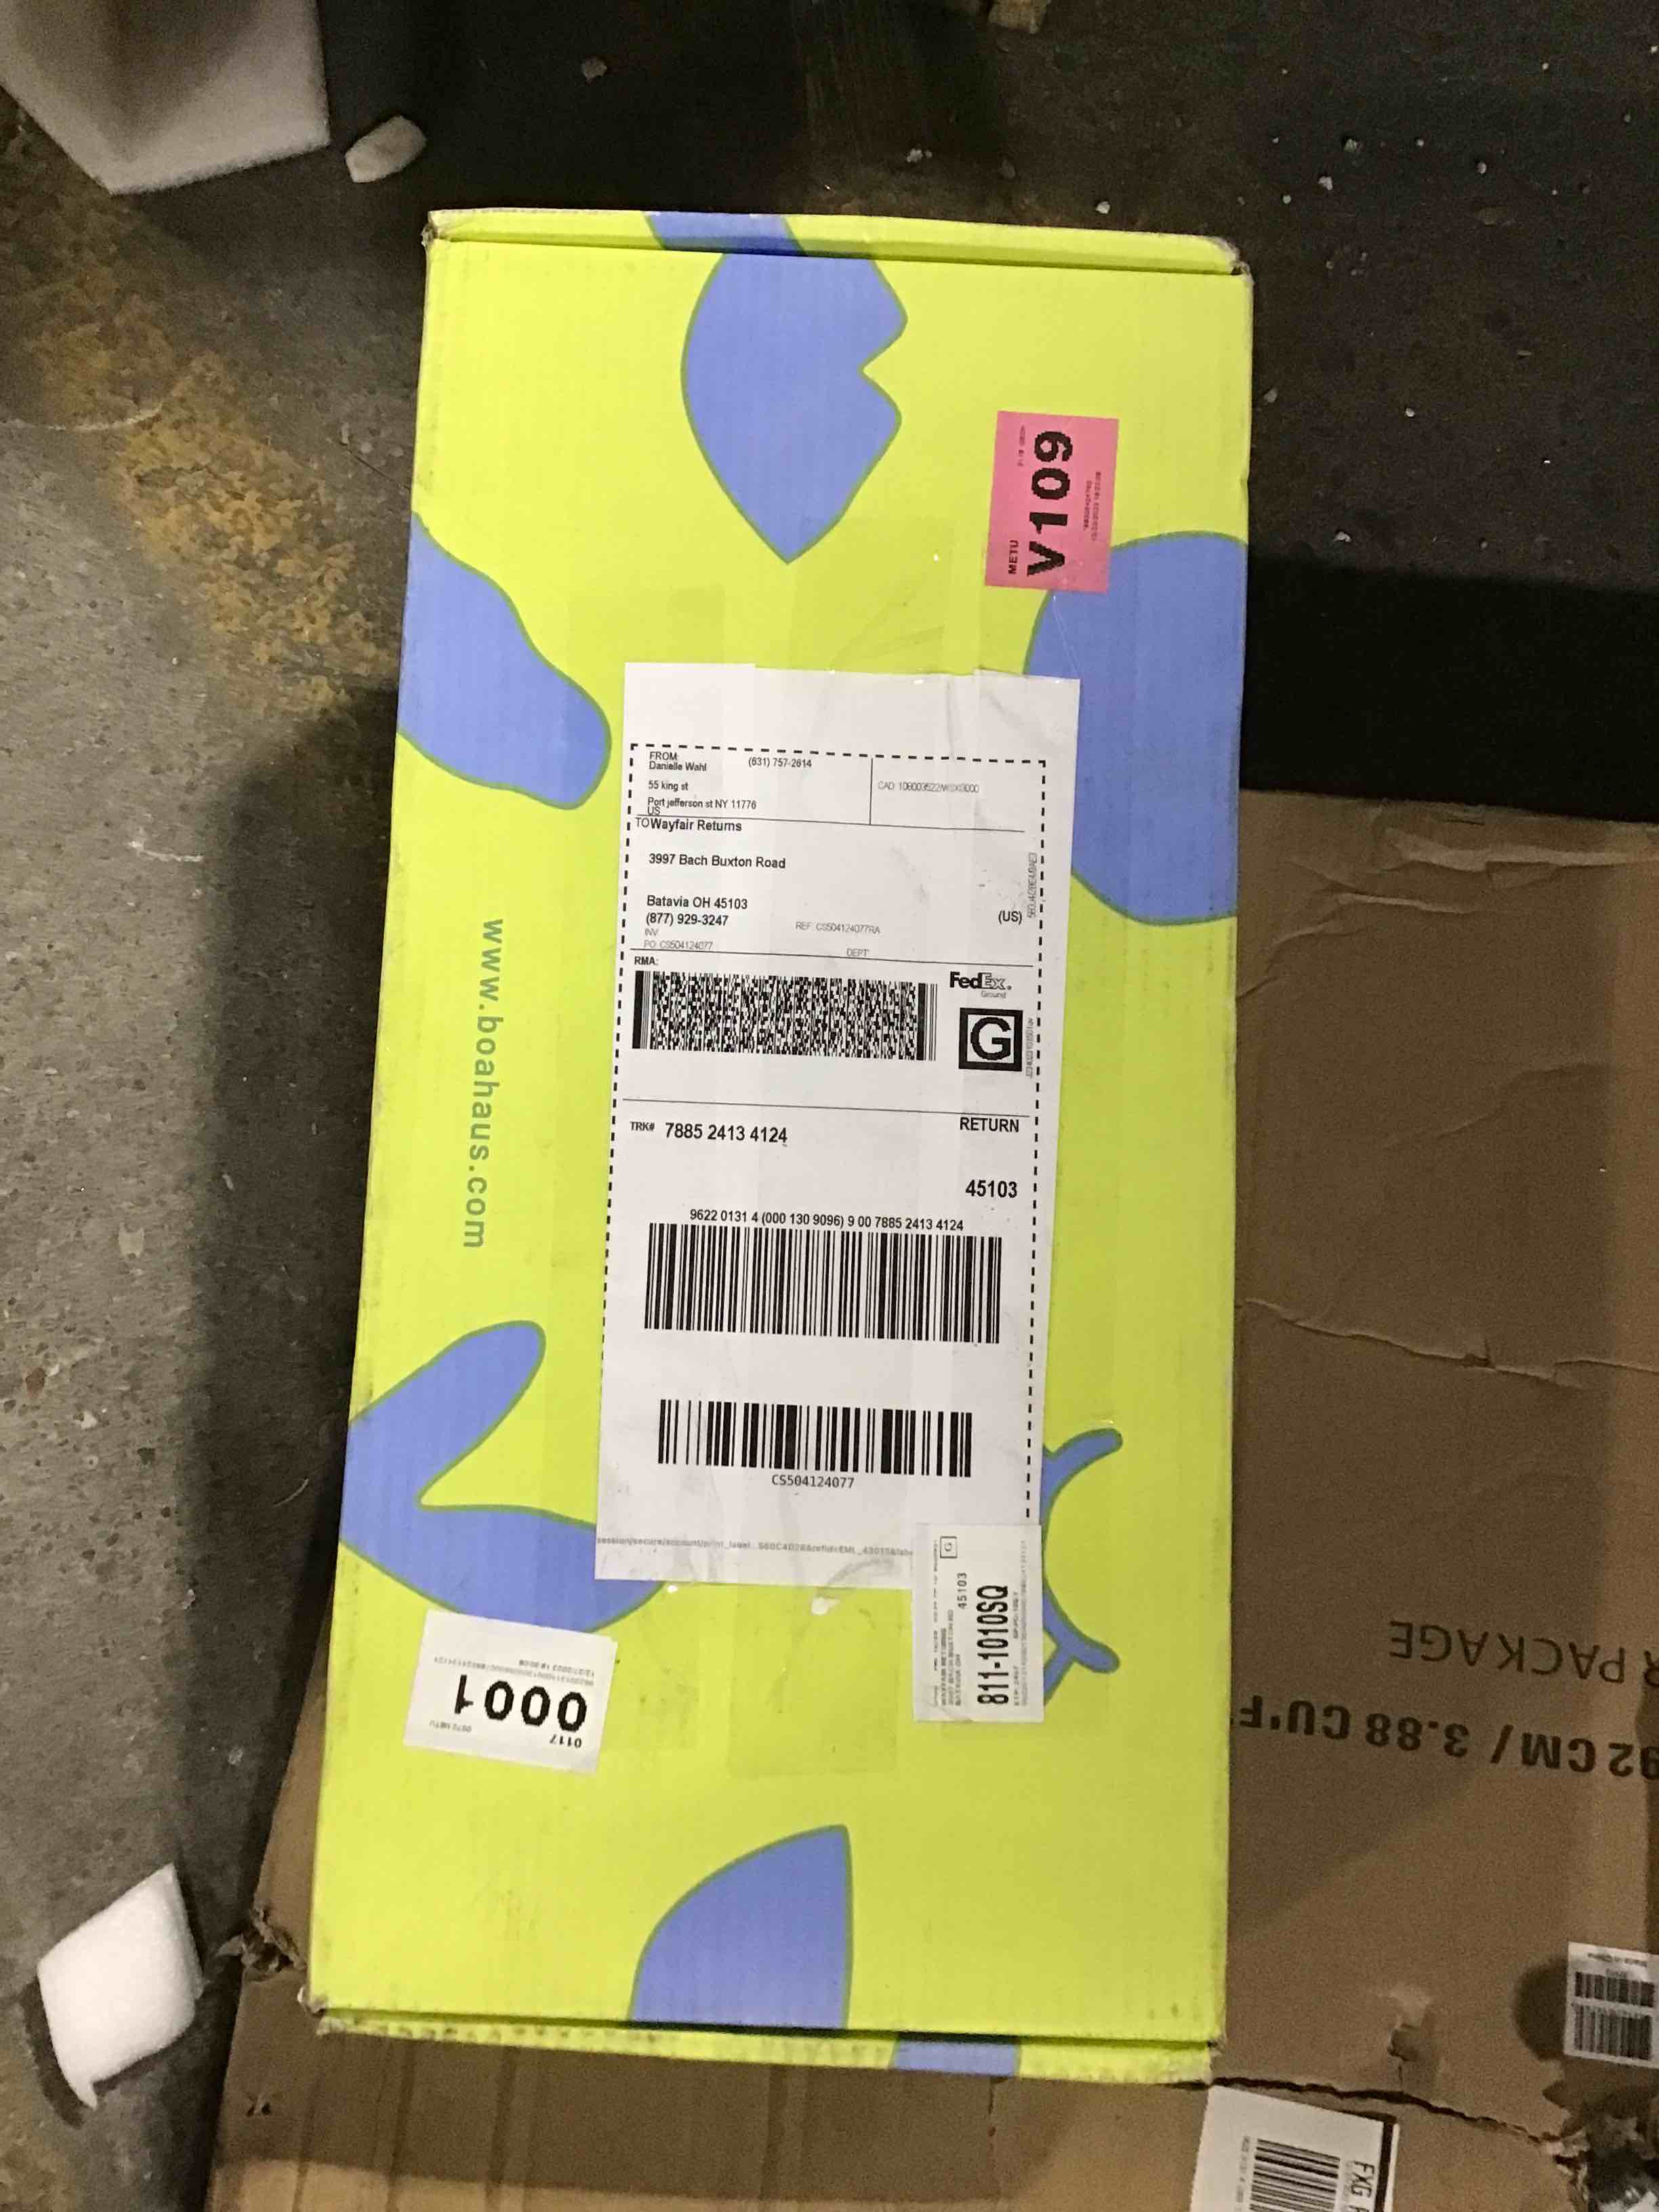 METU
V109
FROM:
Danielle Wahl
(631) 757-2614
55 king st
Port jefferson st NY 11776
US
TO Wayfair Returns
3997 Bach Buxton Road
Batavia OH 45103
(877) 929-3247
(US)
INV
REF: CS504124077RA
PO: CS504124077
DEPT:
RMA:
FedEx.
Ground
G
TRK# 7885 2413 4124
RETURN
45103
9622 0131 4 (000 130 9096) 9 00 7885 2413 4124
CS504124077
www.boahaus.com
G
45103
811-1010SQ
0117
0001
0972 METU
PACKAGE
92 CM / 3.88 CU'F
FXG